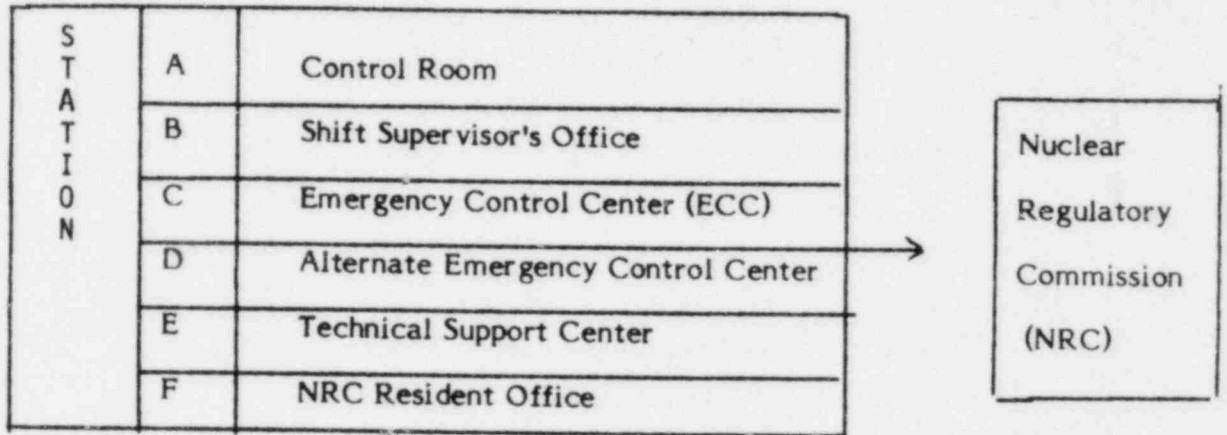 STATION
A Control Room
B Shift Supervisor's Office
C Emergency Control Center (ECC)
D Alternate Emergency Control Center
E Technical Support Center
F NRC Resident Office
Nuclear
Regulatory
Commission
(NRC)